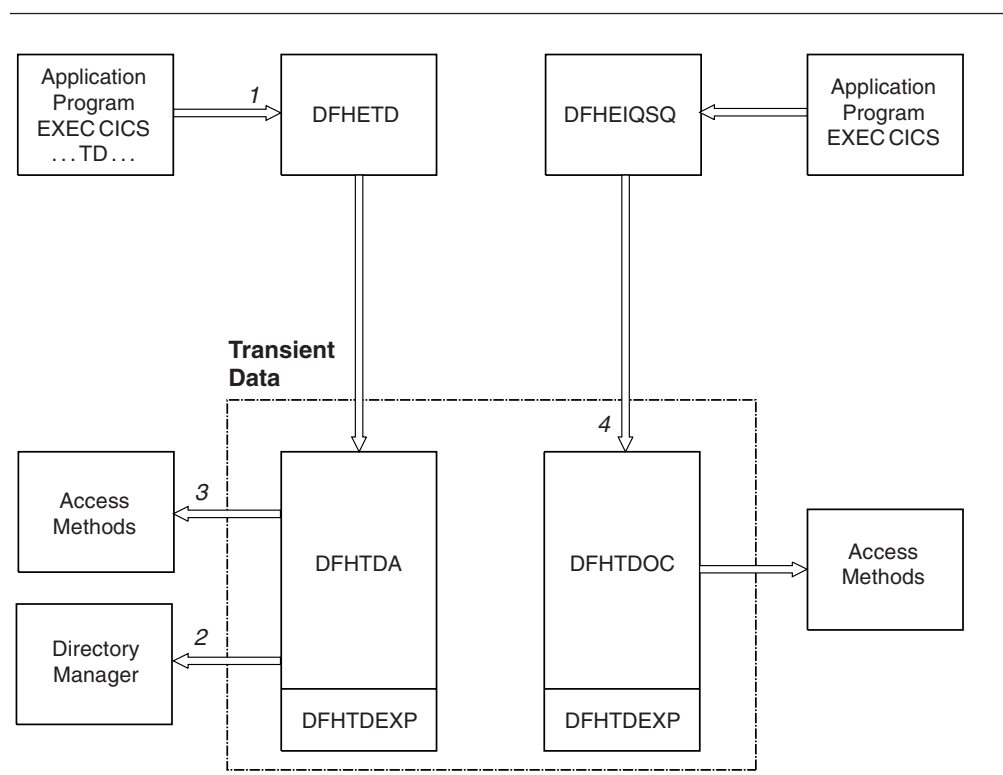 Application
Program
EXEC CICS
...TD...
1
DFHETD
DFHEIQSQ
Application
Program
EXEC CICS
Transient
Data
4
Access
Methods
3
DFHTDA
DFHTDOC
Access
Methods
Directory
Manager
2
DFHTDEXP
DFHTDEXP